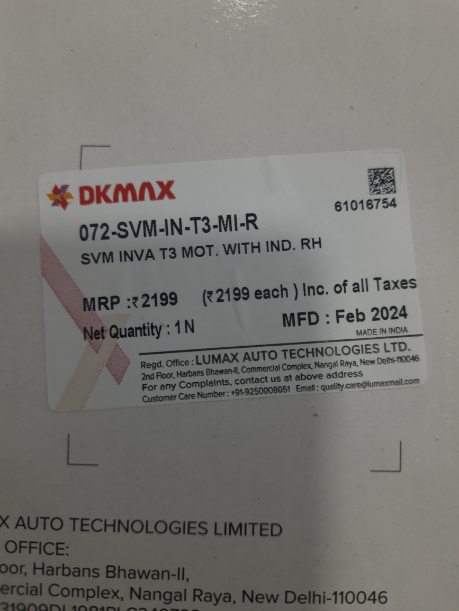 DKMAX
61016754
072-SVM-IN-T3-MI-R
SVM INVA T3 MOT. WITH IND. RH
MRP :₹2199 (₹2199 each ) Inc. of all Taxes
Net Quantity : 1 N MFD : Feb 2024
MADE IN INDIA
Regd. Office : LUMAX AUTO TECHNOLOGIES LTD.
2nd Floor, Harbans Bhawan-II, Commercial Complex, Nangal Raya, New Delhi-110046
For any Complaints, contact us at above address
Customer Care Number : +91-9250008051 Email : quality.care@lumaxmail.com
X AUTO TECHNOLOGIES LIMITED
OFFICE:
oor, Harbans Bhawan-II,
ercial Complex, Nangal Raya, New Delhi-110046